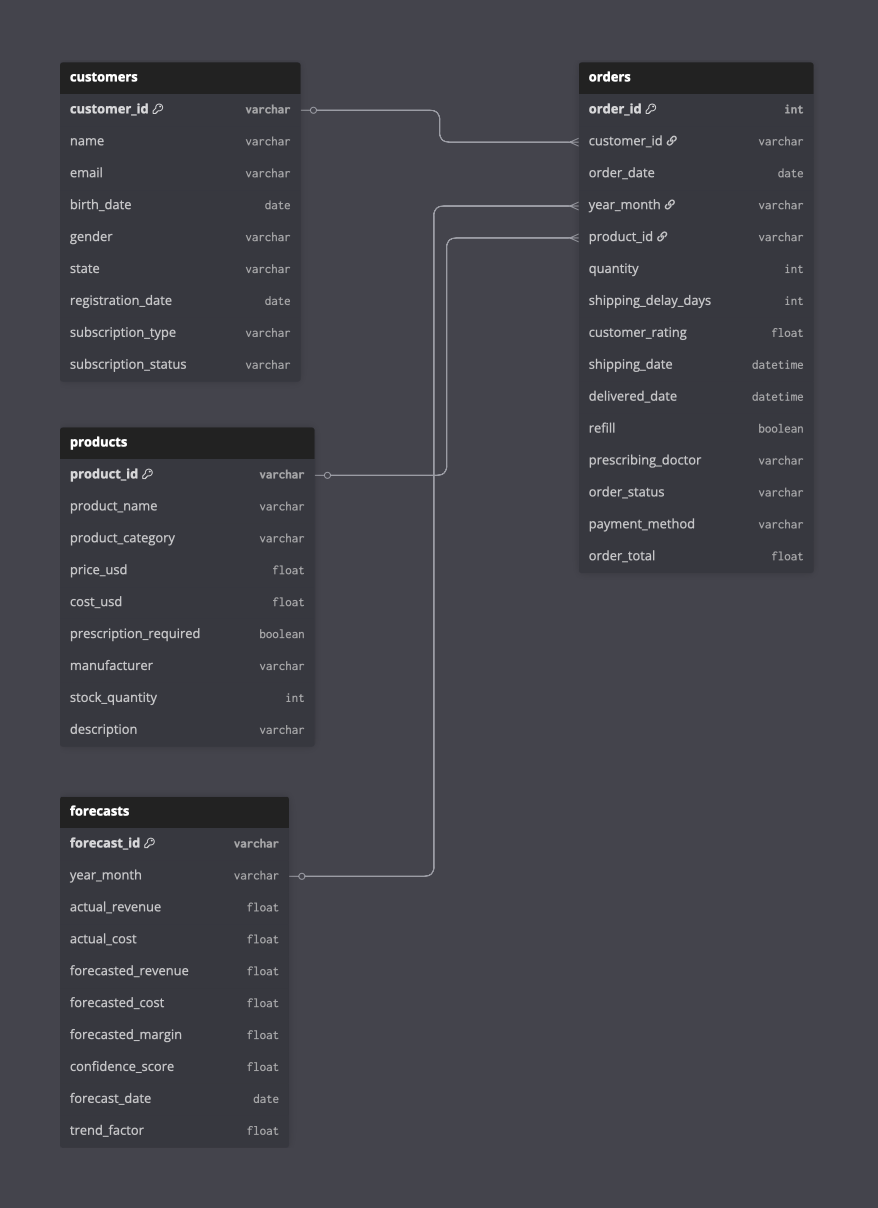 customers
customer_id varchar
name varchar
email varchar
birth_date date
gender varchar
state varchar
registration_date date
subscription_type varchar
subscription_status varchar
products
product_id varchar
product_name varchar
product_category varchar
price_usd float
cost_usd float
prescription_required boolean
manufacturer varchar
stock_quantity int
description varchar
forecasts
forecast_id varchar
year_month varchar
actual_revenue float
actual_cost float
forecasted_revenue float
forecasted_cost float
forecasted_margin float
confidence_score float
forecast_date date
trend_factor float
orders
order_id int
customer_id varchar
order_date date
year_month varchar
product_id varchar
quantity int
shipping_delay_days int
customer_rating float
shipping_date datetime
delivered_date datetime
refill boolean
prescribing_doctor varchar
order_status varchar
payment_method varchar
order_total float